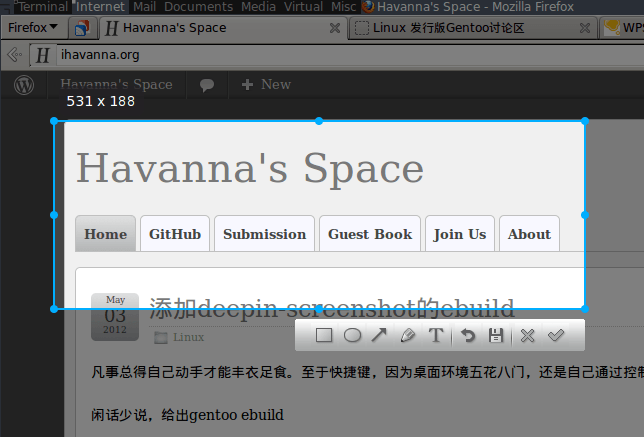 Terminal Internet Mail Documents Media Virtual Misc Havanna's Space - Mozilla Firefox
Firefox Havanna's Space Linux 发行版Gentoo讨论区 WPS
ihavanna.org
Havanna's Space New
531 x 188
Havanna's Space
Home GitHub Submission Guest Book Join Us About
May
03
2012
添加deepin-screenshot的ebuild
Linux
凡事总得自己动手才能丰衣足食。至于快捷键，因为桌面环境五花八门，还是自己通过控制
闲话少说，给出gentoo ebuild